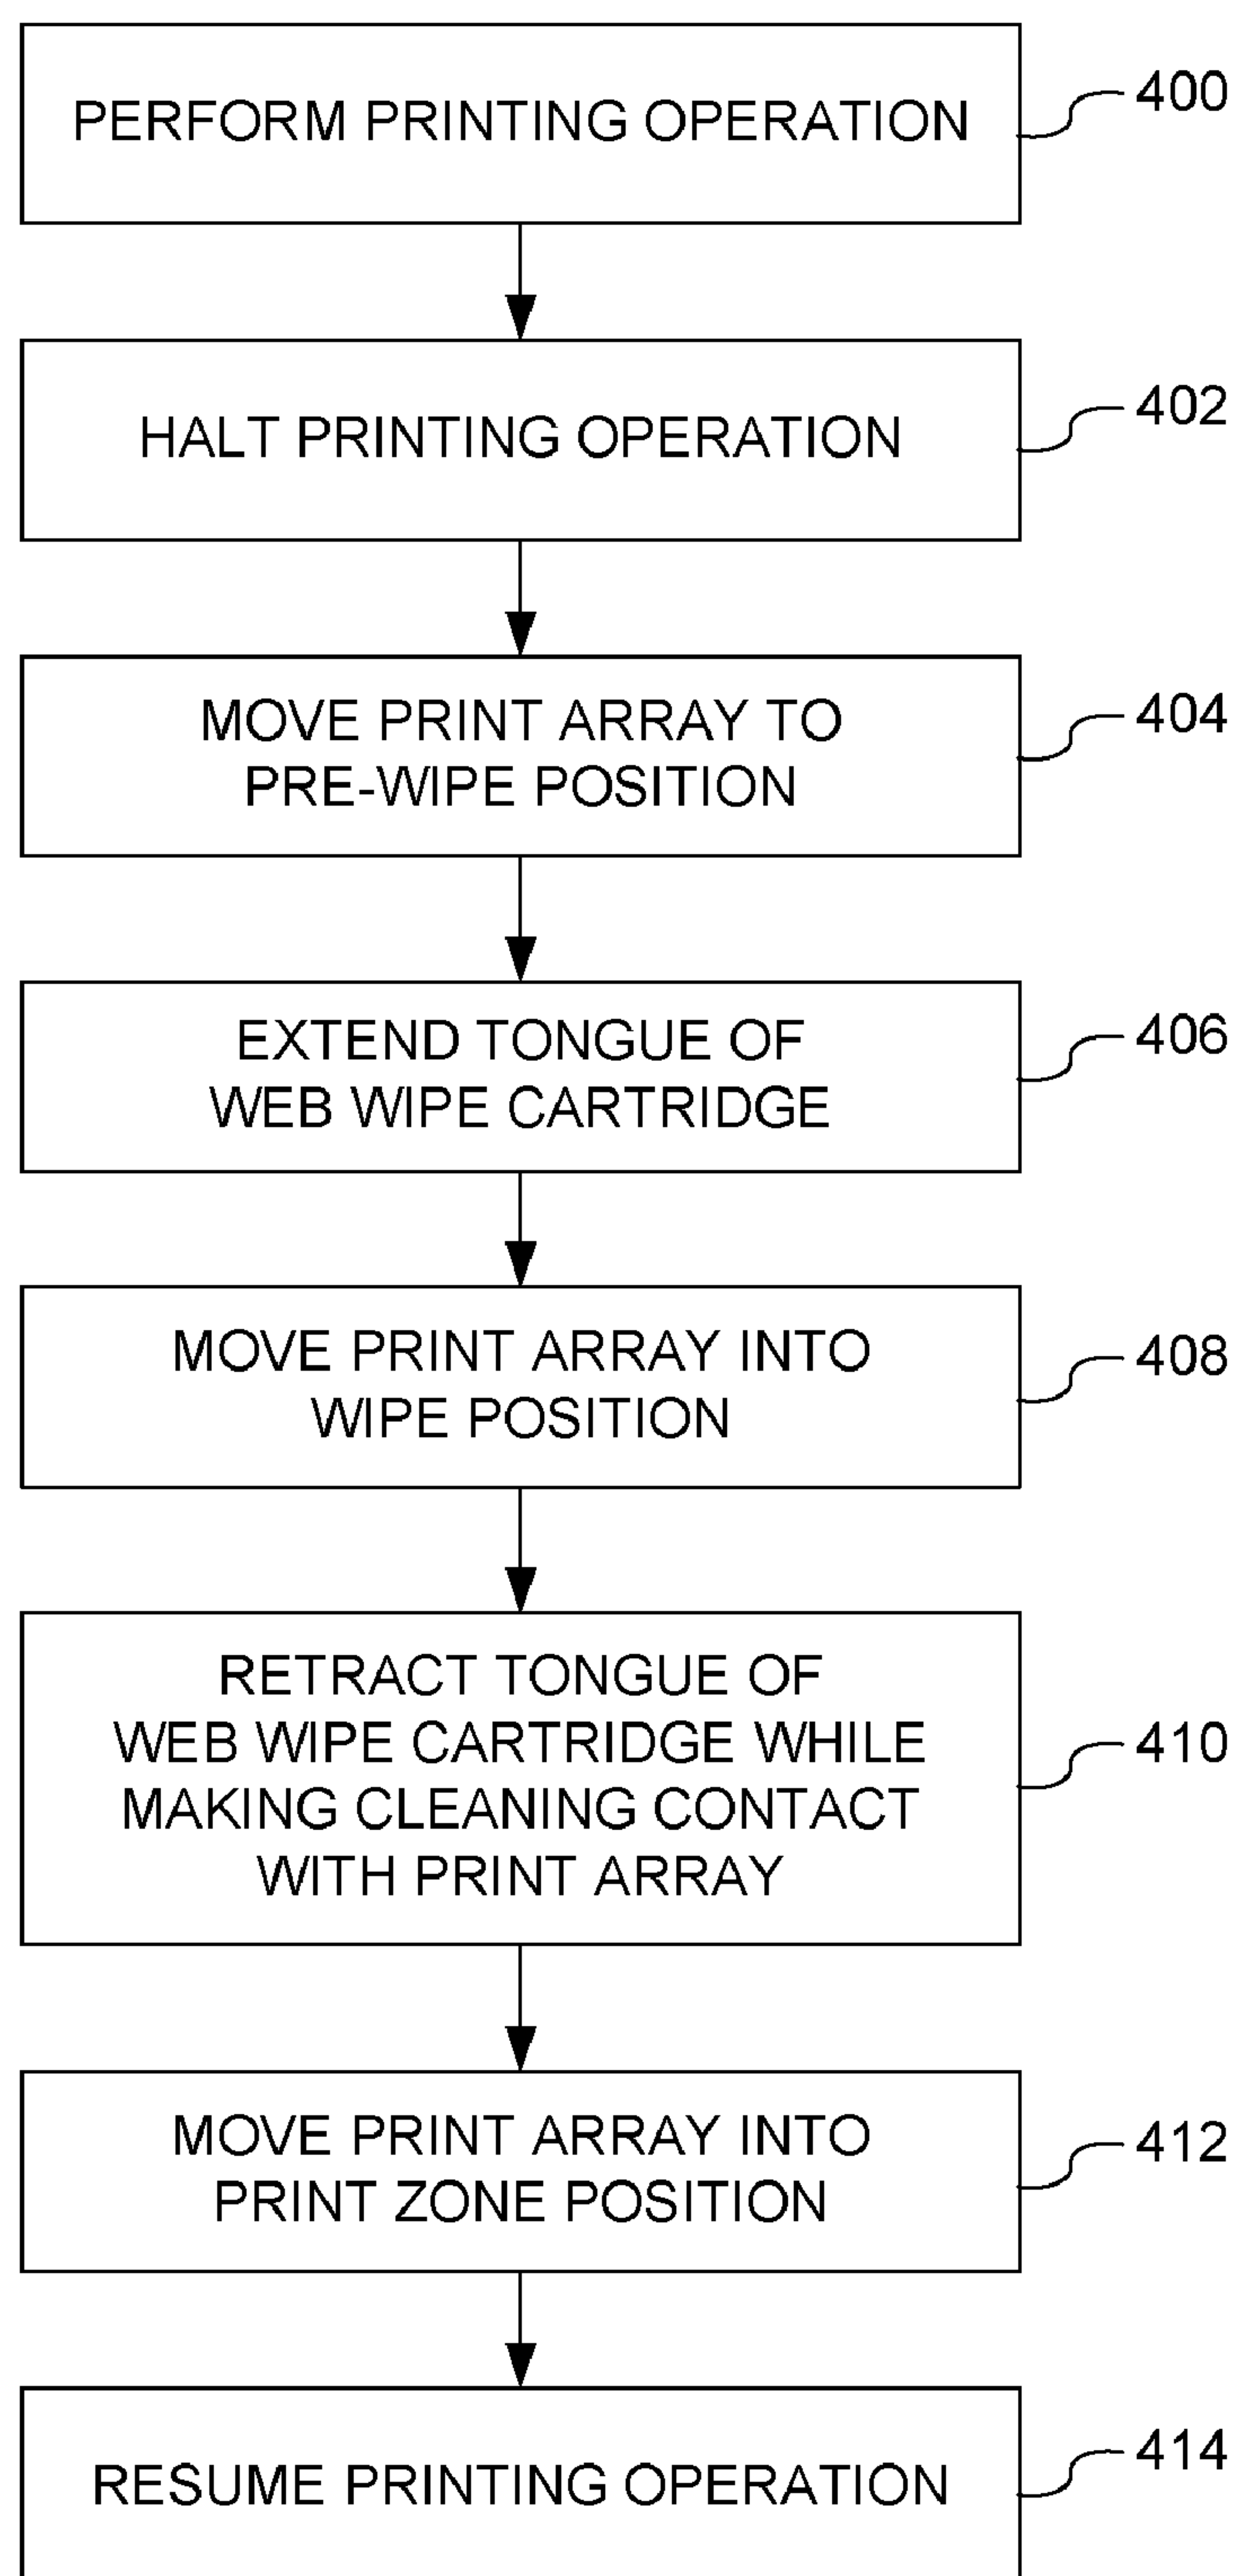 PERFORM PRINTING OPERATION
400
HALT PRINTING OPERATION
402
MOVE PRINT ARRAY TO
PRE-WIPE POSITION
404
EXTEND TONGUE OF
WEB WIPE CARTRIDGE
406
MOVE PRINT ARRAY INTO
WIPE POSITION
408
RETRACT TONGUE OF
WEB WIPE CARTRIDGE WHILE
MAKING CLEANING CONTACT
WITH PRINT ARRAY
410
MOVE PRINT ARRAY INTO
PRINT ZONE POSITION
412
RESUME PRINTING OPERATION
414